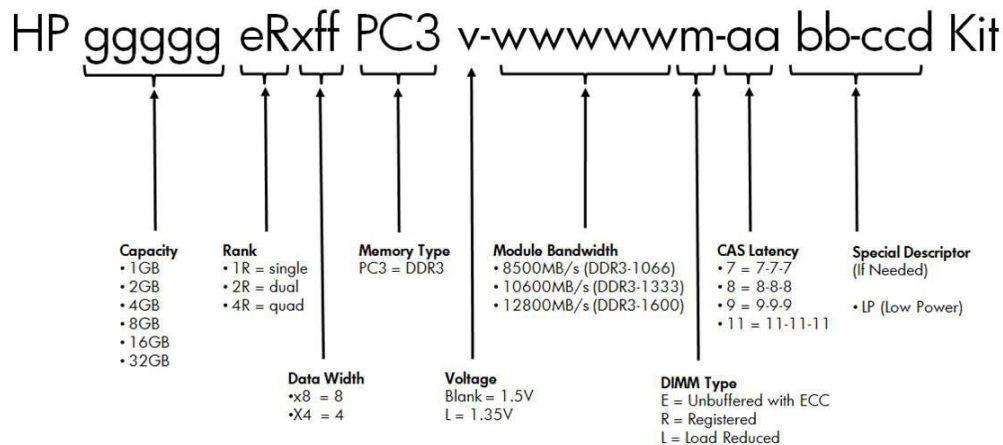 HP ggggg eRxff PC3 v-wwwwwm-aa bb-ccd Kit
Capacity
• 1GB
• 2GB
• 4GB
• 8GB
• 16GB
• 32GB
Rank
• 1R = single
• 2R = dual
• 4R = quad
Memory Type
PC3 = DDR3
Module Bandwidth
• 8500MB/s (DDR3-1066)
• 10600MB/s (DDR3-1333)
• 12800MB/s (DDR3-1600)
CAS Latency
• 7 = 7-7-7
• 8 = 8-8-8
• 9 = 9-9-9
• 11 = 11-11-11
Special Descriptor
(If Needed)
• LP (Low Power)
Data Width
•x8 = 8
•X4 = 4
Voltage
Blank = 1.5V
L = 1.35V
DIMM Type
E = Unbuffered with ECC
R = Registered
L = Load Reduced